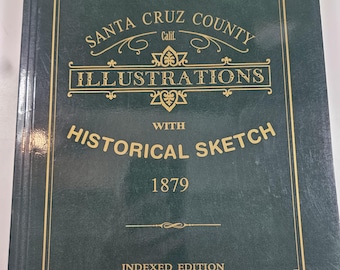 SANTA CRUZ COUNTY
Calif.
ILLUSTRATIONS
WITH
HISTORICAL SKETCH
1879
INDEXED EDITION